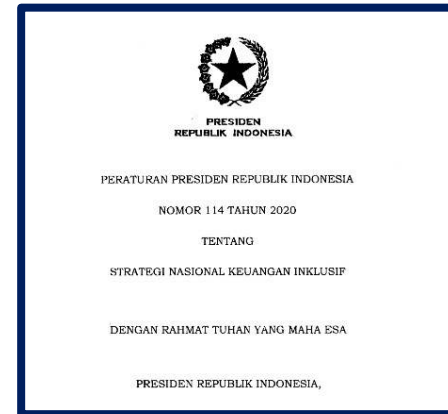 PRESIDEN
REPUBLIK INDONESIA
PERATURAN PRESIDEN REPUBLIK INDONESIA
NOMOR 114 TAHUN 2020
TENTANG
STRATEGI NASIONAL KEUANGAN INKLUSIF
DENGAN RAHMAT TUHAN YANG MAHA ESA
PRESIDEN REPUBLIK INDONESIA,